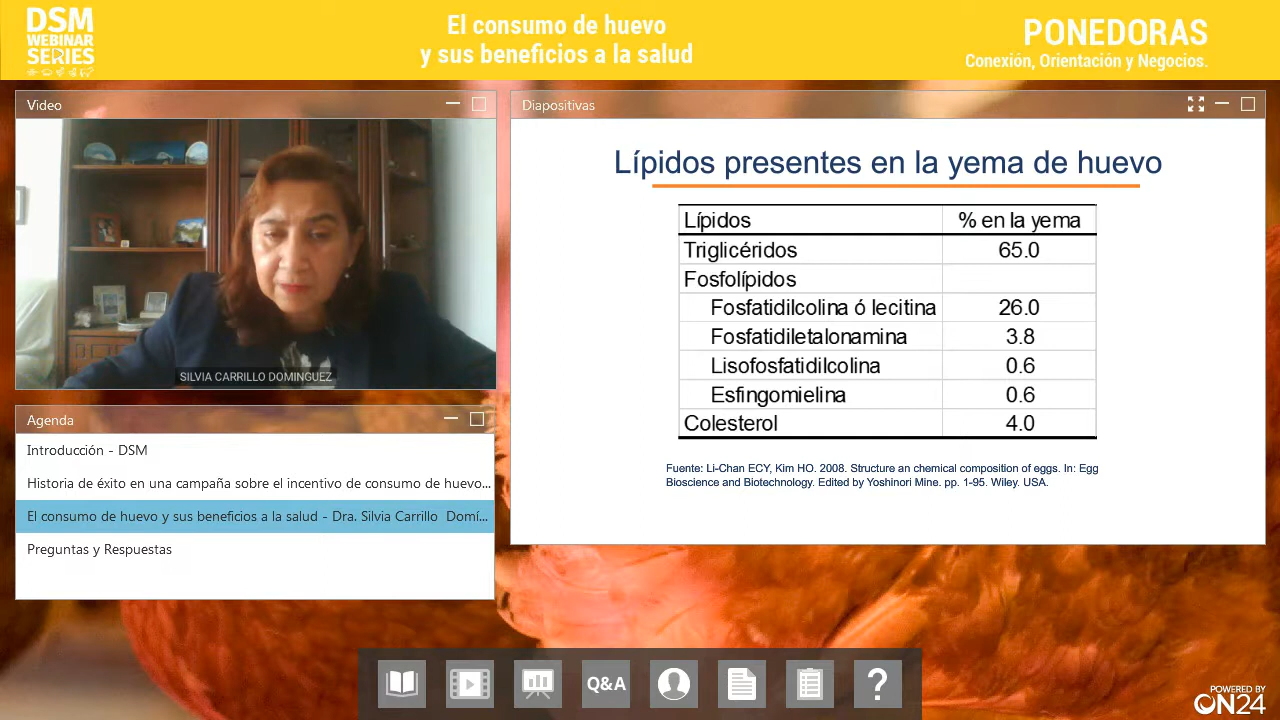 DSM
WEBINAR
SERIES
El consumo de huevo
y sus beneficios a la salud
PONEDORAS
Conexión, Orientación y Negocios.
Video
SILVIA CARRILLO DOMINGUEZ
Agenda
Introducción - DSM
Historia de éxito en una campaña sobre el incentivo de consumo de huevo...
El consumo de huevo y sus beneficios a la salud - Dra. Silvia Carrillo Domí...
Preguntas y Respuestas
Diapositivas
Lípidos presentes en la yema de huevo
Lípidos % en la yema
Triglicéridos 65.0
Fosfolípidos
Fosfatidilcolina ó lecitina 26.0
Fosfatidiletalonamina 3.8
Lisofosfatidilcolina 0.6
Esfingomielina 0.6
Colesterol 4.0
Fuente: Li-Chan ECY, Kim HO. 2008. Structure an chemical composition of eggs. In: Egg
Bioscience and Biotechnology. Edited by Yoshinori Mine. pp. 1-95. Wiley. USA.
Q&A
?
POWERED BY
ON24